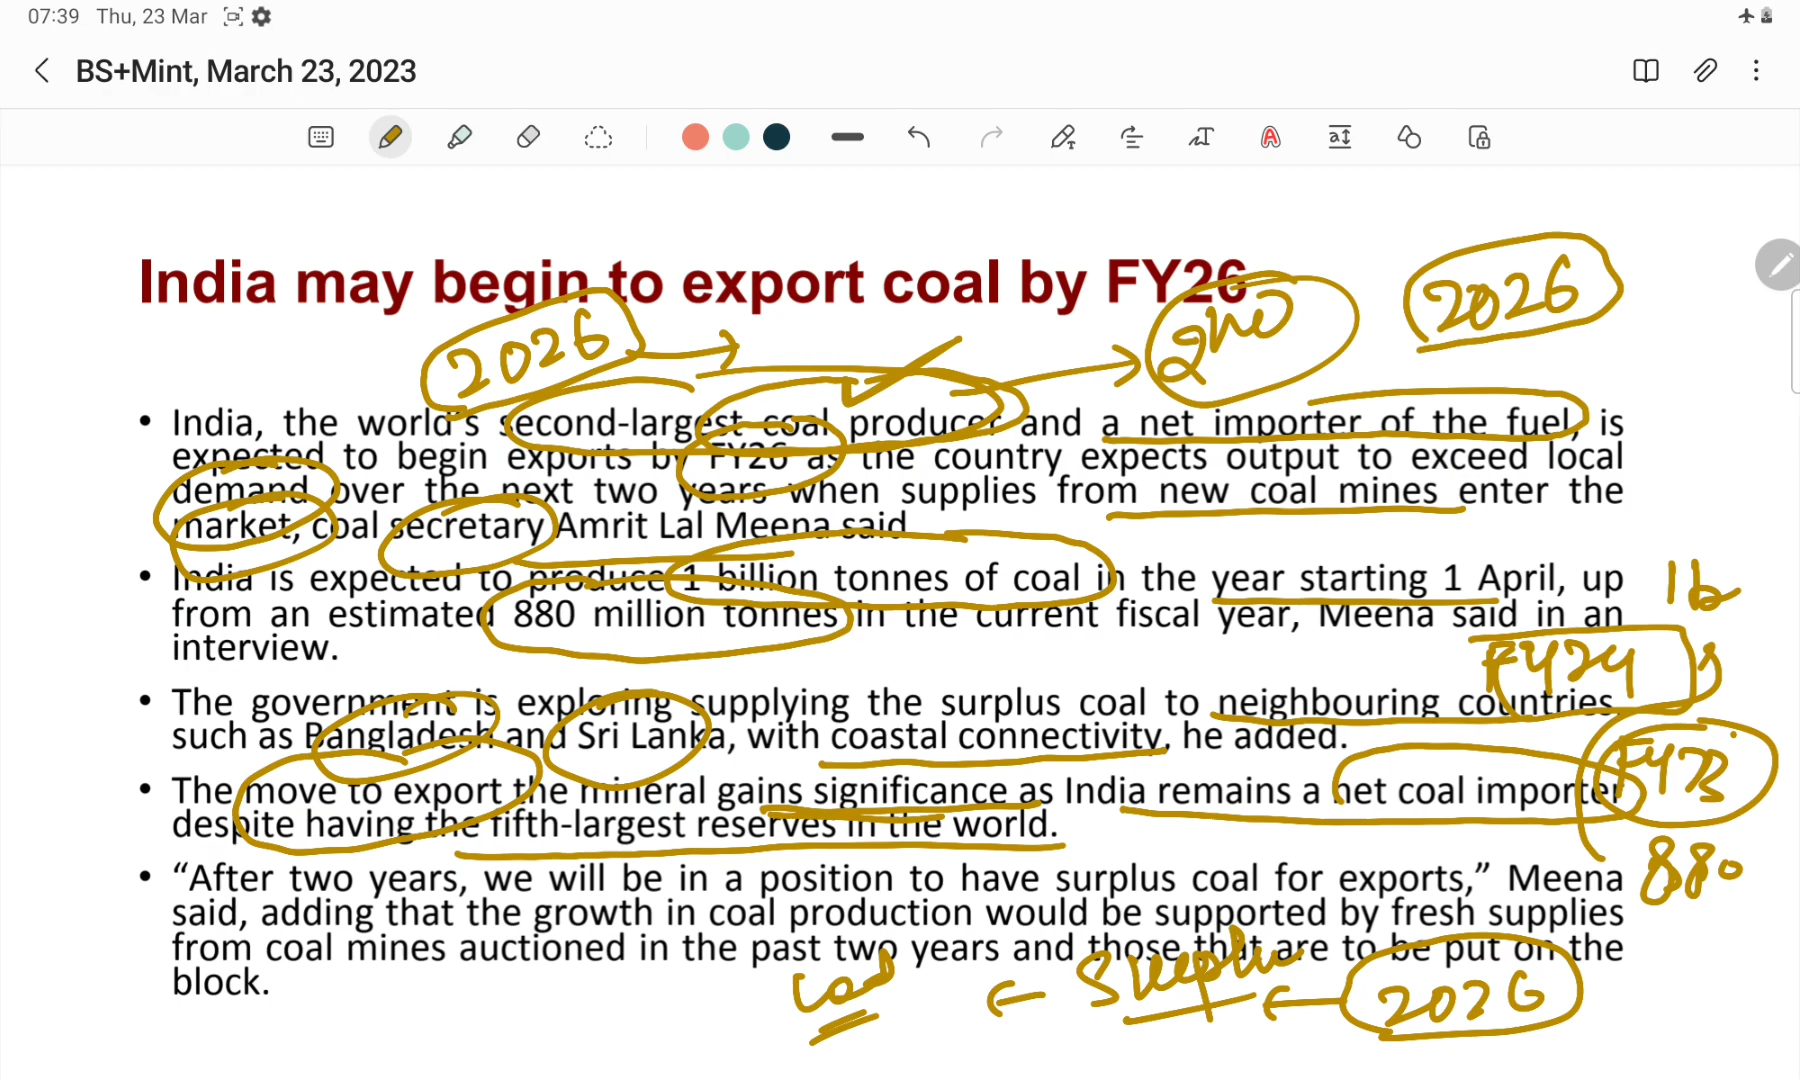 07:39 Thu, 23 Mar
BS+Mint, March 23, 2023
India may begin to export coal by FY26
2026
2026
2nd
• India, the world's second-largest coal producer and a net importer of the fuel, is
expected to begin exports by FY26 as the country expects output to exceed local
demand over the next two years when supplies from new coal mines enter the
market, coal secretary Amrit Lal Meena said.
• India is expected to produce 1 billion tonnes of coal in the year starting 1 April, up
from an estimated 880 million tonnes in the current fiscal year, Meena said in an
interview.
1b
FY24
• The government is exploring supplying the surplus coal to neighbouring countries
such as Bangladesh and Sri Lanka, with coastal connectivity, he added.
FY23
• The move to export the mineral gains significance as India remains a net coal importer
despite having the fifth-largest reserves in the world.
880
• “After two years, we will be in a position to have surplus coal for exports,” Meena
said, adding that the growth in coal production would be supported by fresh supplies
from coal mines auctioned in the past two years and those that are to be put on the
block.
2026